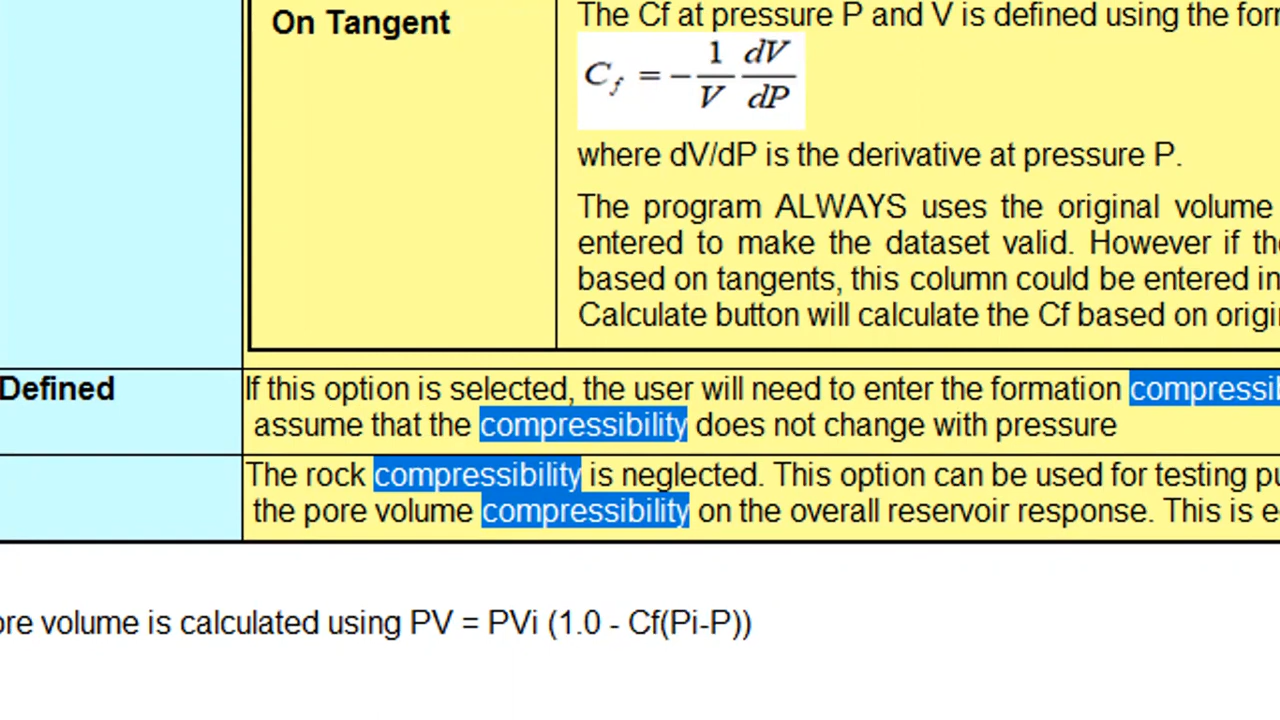 On Tangent
The Cf at pressure P and V is defined using the
C_f = - 1/V dV/dP
where dV/dP is the derivative at pressure P.
The program ALWAYS uses the original volume
entered to make the dataset valid. However if
based on tangents, this column could be entered in
Calculate button will calculate the Cf based on
Defined
If this option is selected, the user will need to enter the formation
assume that the compressibility does not change with pressure
The rock compressibility is neglected. This option can be used for testing
the pore volume compressibility on the overall reservoir response. This is
volume is calculated using PV = PVi (1.0 - Cf(Pi-P))